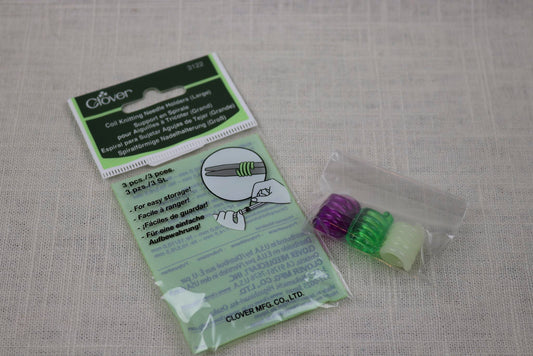 3122
Clover
Coil Knitting Needle Holders (Large)
Support en Spirale
pour Aiguilles à Tricoter (Grand)
Espiral para Sujetar Agujas de Tejer (Grande)
Spiralförmige Nadelhalterung (Groß)
3 pcs./3 pces.
3 pzs./3 St.
- For easy storage!
- Facile à ranger!
- ¡Fáciles de guardar!
- Für eine einfache
Aufbewahrung!
CLOVER MFG. CO., LTD.